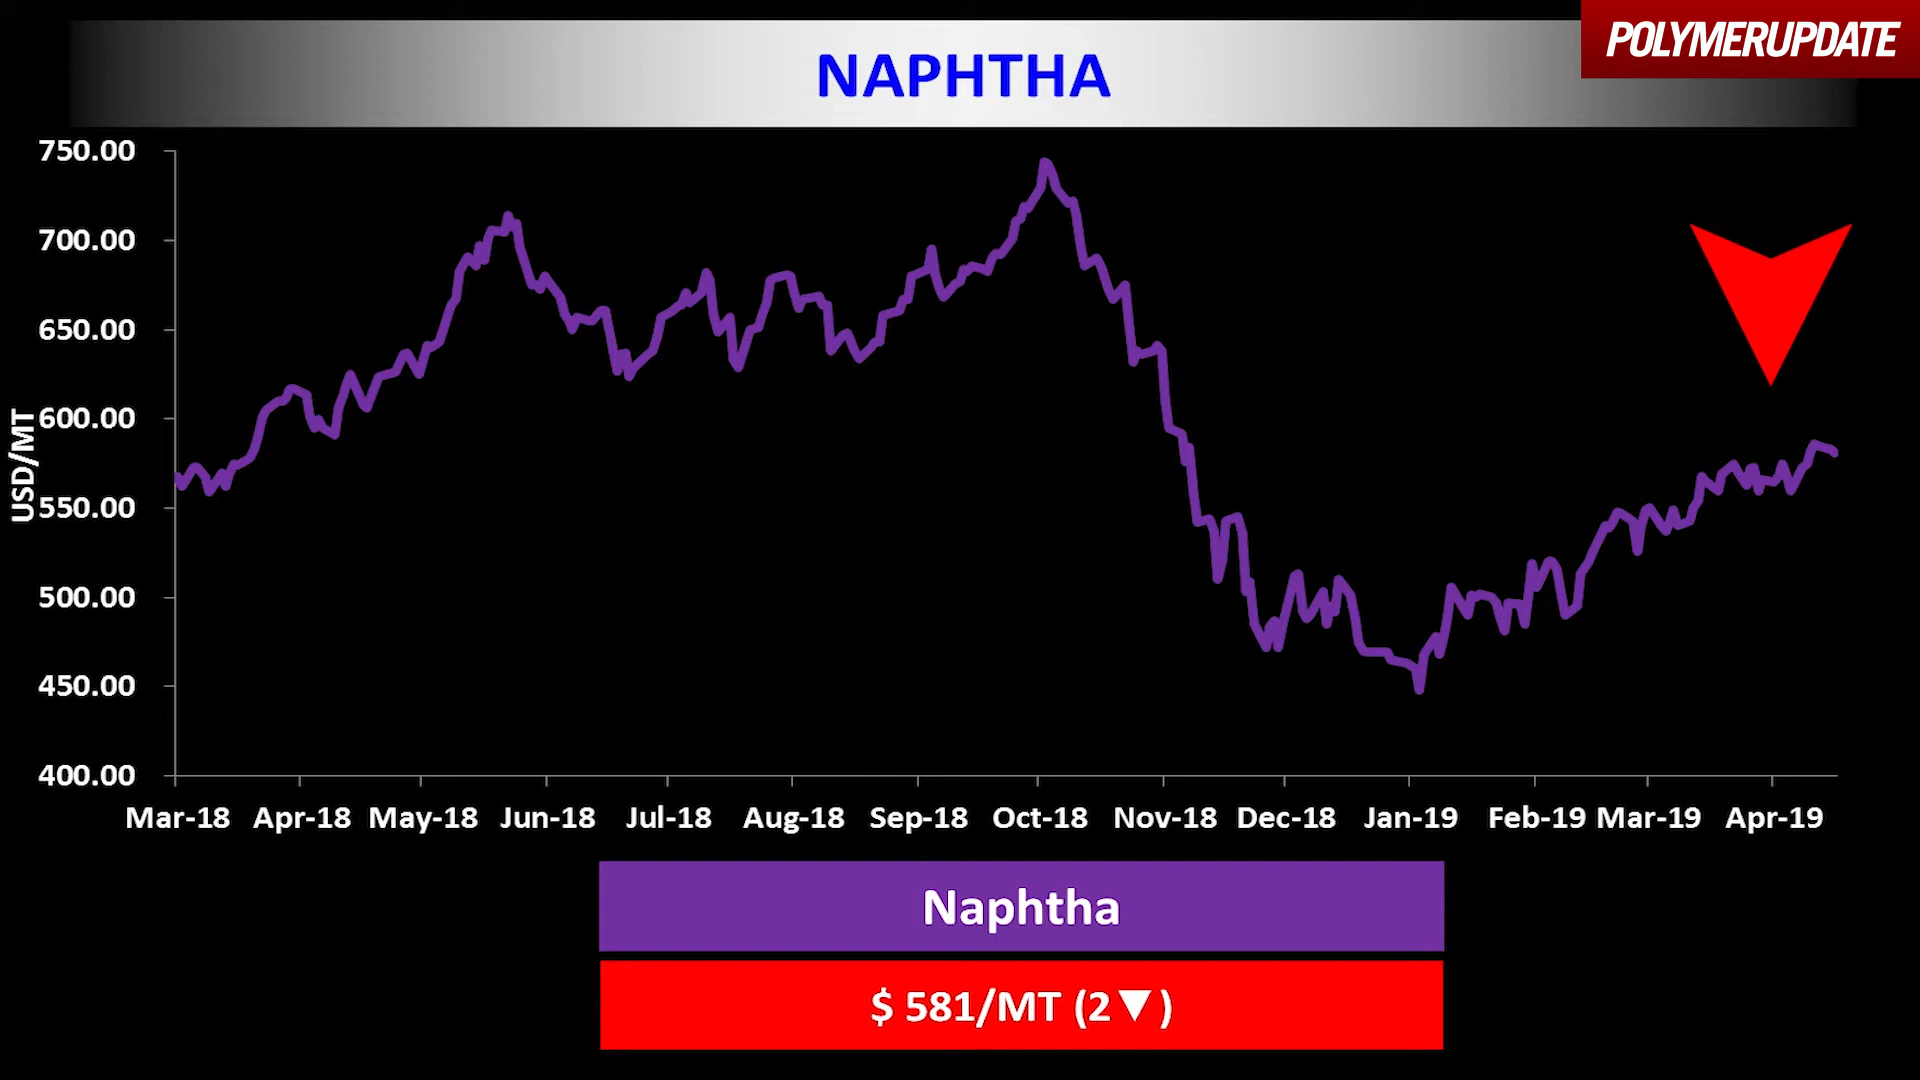 POLYMERUPDATE
NAPHTHA
750.00
700.00
650.00
600.00
550.00
500.00
450.00
400.00
USD/MT
Mar-18 Apr-18 May-18 Jun-18 Jul-18 Aug-18 Sep-18 Oct-18 Nov-18 Dec-18 Jan-19 Feb-19 Mar-19 Apr-19
Naphtha
$ 581/MT (2▼)